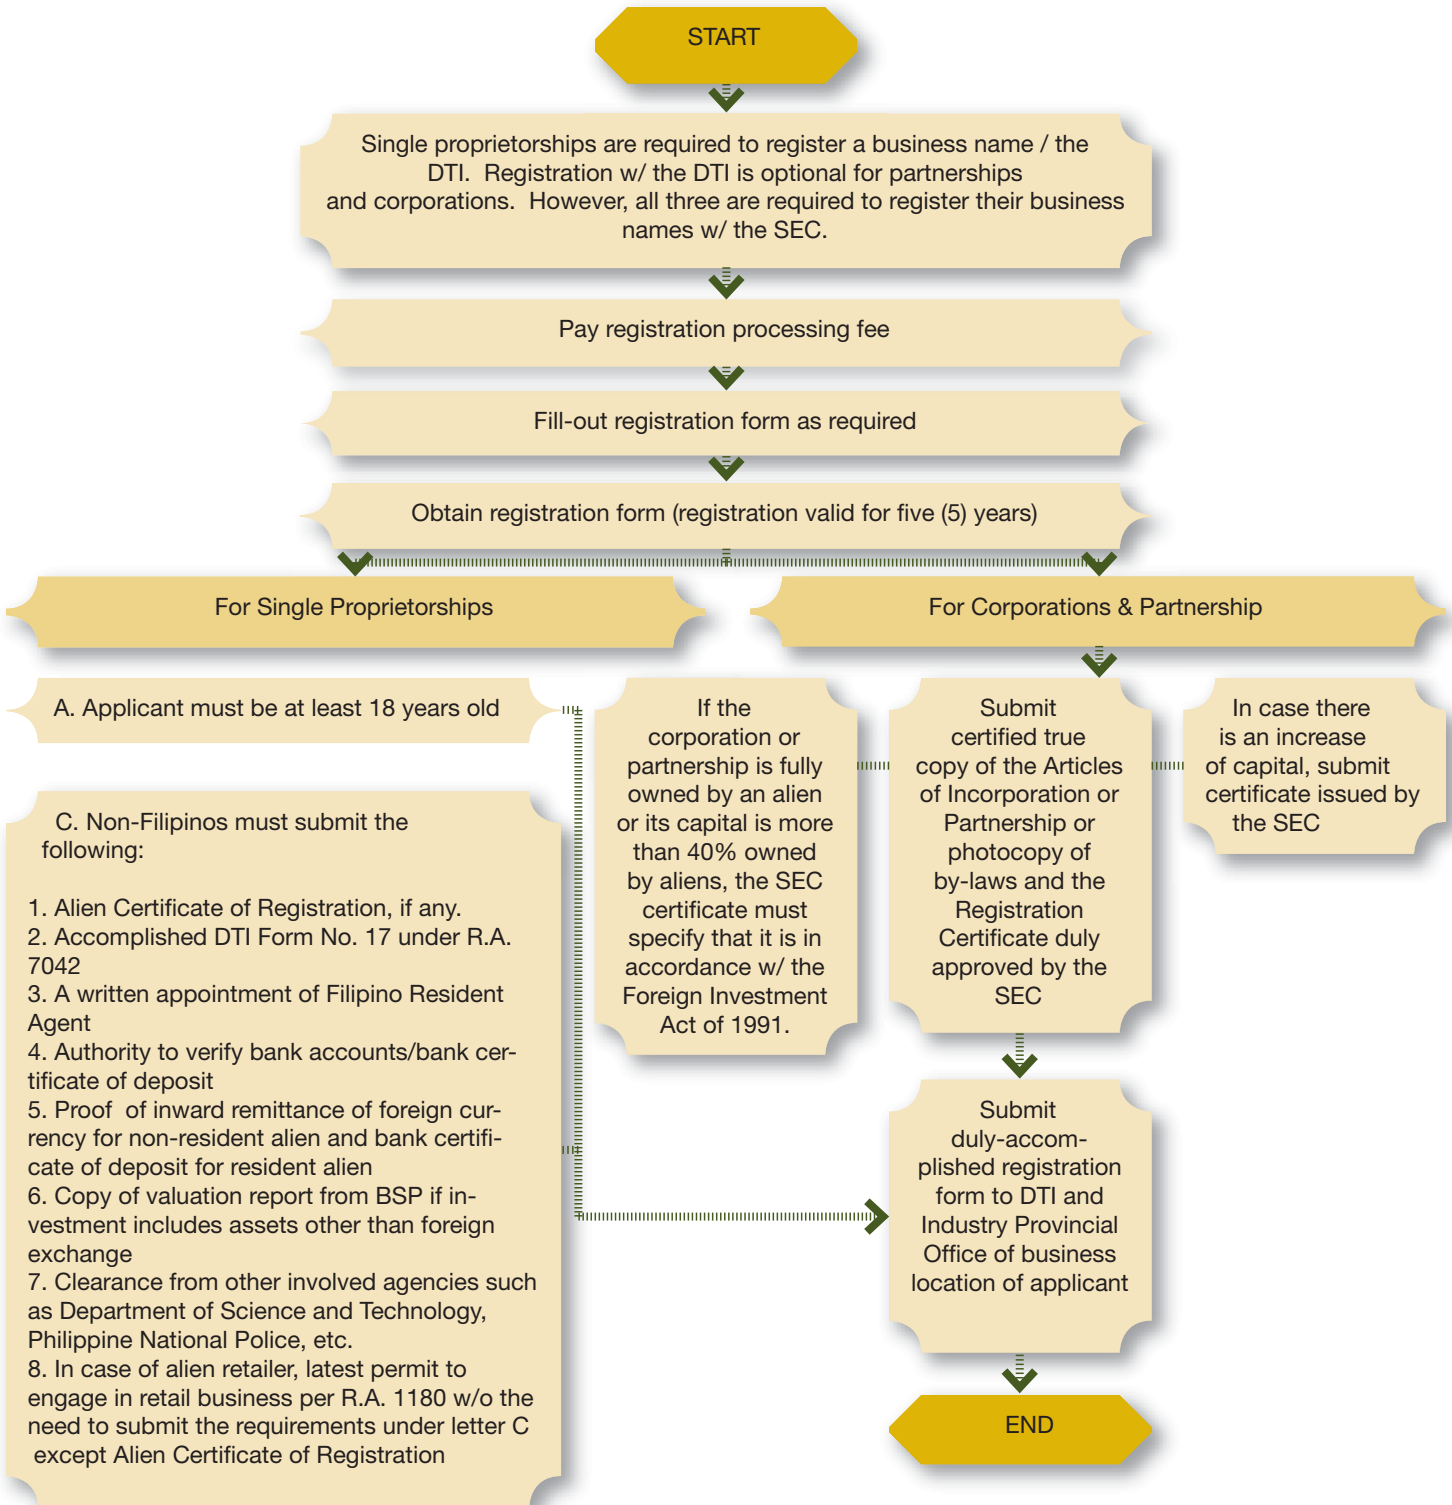 START
Single proprietorships are required to register a business name / the
DTI.  Registration w/ the DTI is optional for partnerships
and corporations.  However, all three are required to register their business
names w/ the SEC.
Pay registration processing fee
Fill-out registration form as required
Obtain registration form (registration valid for five (5) years)
For Single Proprietorships
A. Applicant must be at least 18 years old
C. Non-Filipinos must submit the
following:
1. Alien Certificate of Registration, if any.
2. Accomplished DTI Form No. 17 under R.A.
7042
3. A written appointment of Filipino Resident
Agent
4. Authority to verify bank accounts/bank cer-
tificate of deposit
5. Proof  of inward remittance of foreign cur-
rency for non-resident alien and bank certifi-
cate of deposit for resident alien
6. Copy of valuation report from BSP if in-
vestment includes assets other than foreign
exchange
7. Clearance from other involved agencies such
as Department of Science and Technology,
Philippine National Police, etc.
8. In case of alien retailer, latest permit to
engage in retail business per R.A. 1180 w/o the
need to submit the requirements under letter C
except Alien Certificate of Registration
For Corporations & Partnership
If the
corporation or
partnership is fully
owned by an alien
or its capital is more
than 40% owned
by aliens, the SEC
certificate must
specify that it is in
accordance w/ the
Foreign Investment
Act of 1991.
Submit
certified true
copy of the Articles
of Incorporation or
Partnership or
photocopy of
by-laws and the
Registration
Certificate duly
approved by the
SEC
In case there
is an increase
of capital, submit
certificate issued by
the SEC
Submit
duly-accom-
plished registration
form to DTI and
Industry Provincial
Office of business
location of applicant
END